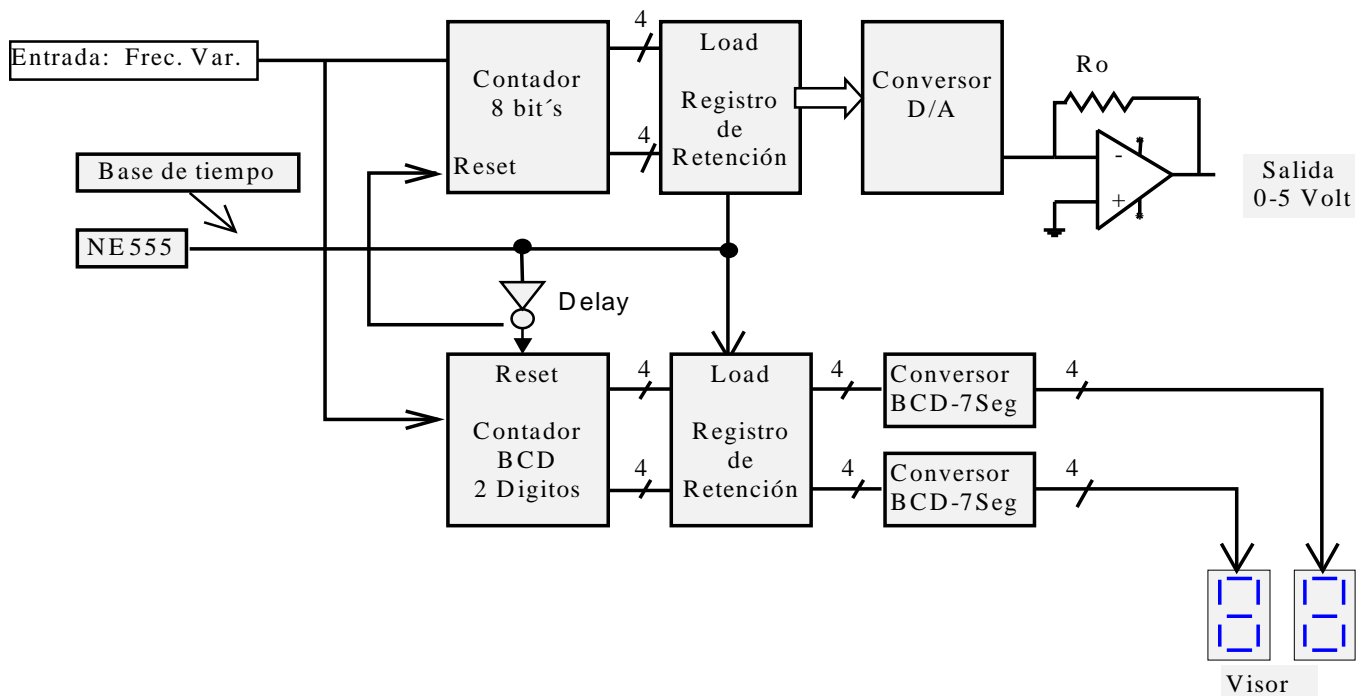 Entrada: Frec. Var.
4
4
Contador
8 bit´s
Reset
Load
Registro
de
Retención
Conversor
D/A
Ro
-
+
Salida
0-5 Volt
Base de tiempo
NE555
Delay
Reset
Contador
BCD
2 Digitos
4
4
Load
Registro
de
Retención
4
4
Conversor
BCD-7Seg
Conversor
BCD-7Seg
4
4
Visor